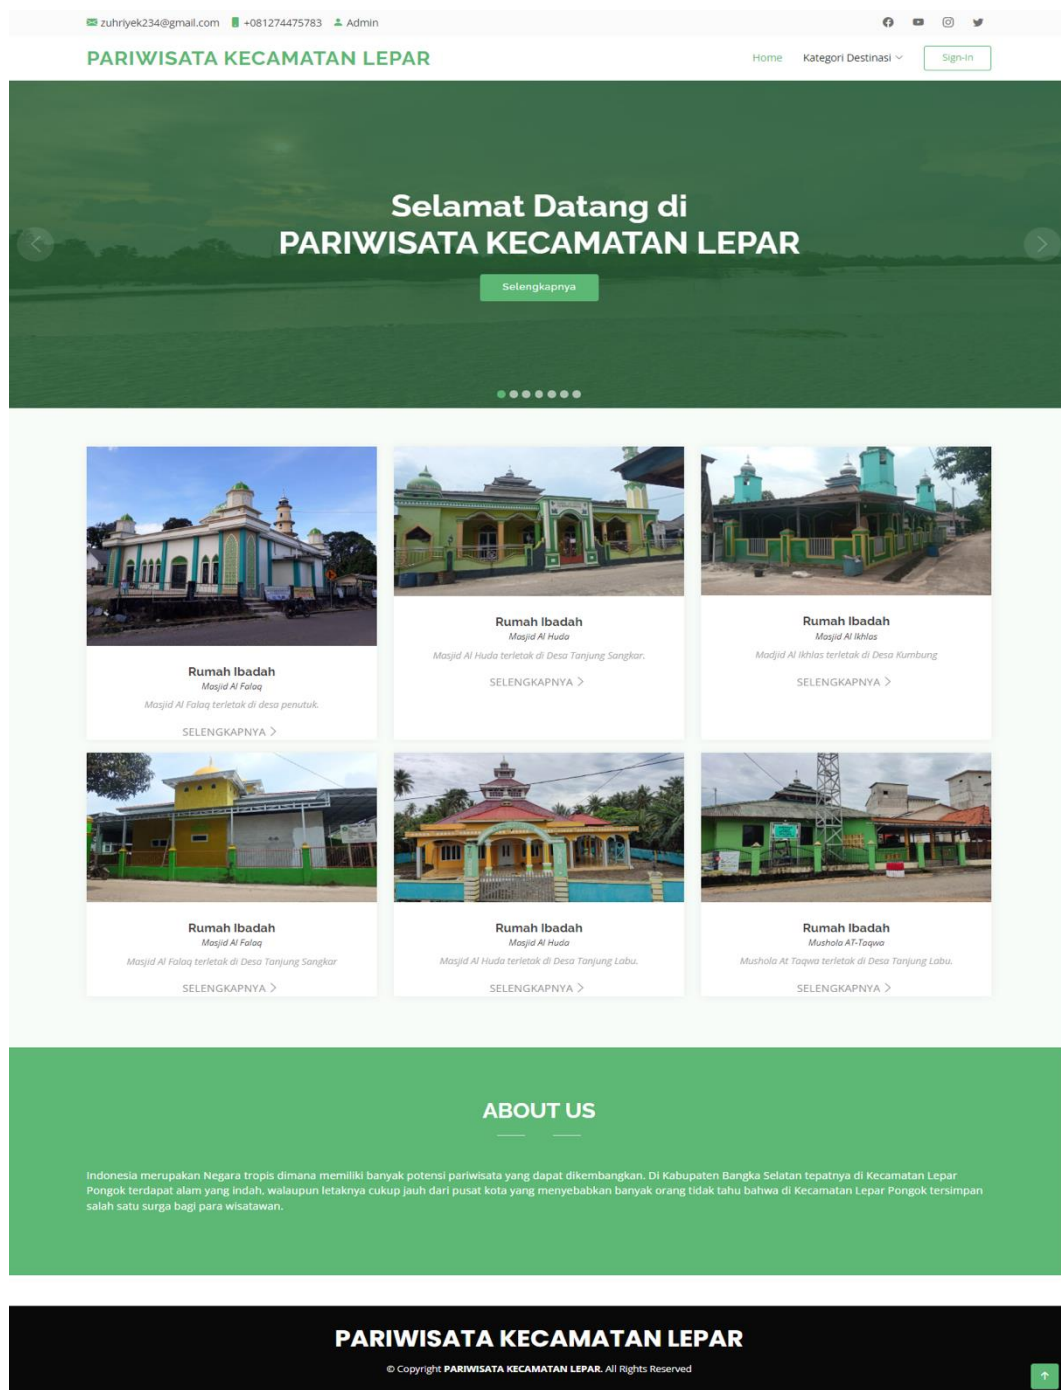 zuhriyek234@gmail.com +081274475783 Admin
PARIWISATA KECAMATAN LEPAR
Home Kategori Destinasi Sign-in
Selamat Datang di
PARIWISATA KECAMATAN LEPAR
Selengkapnya
Rumah Ibadah
Masjid Al Falaq
Masjid Al Falaq terletak di desa penutuk.
SELENGKAPNYA
Rumah Ibadah
Masjid Al Huda
Masjid Al Huda terletak di Desa Tanjung Sangkar.
SELENGKAPNYA
Rumah Ibadah
Masjid Al Ikhlas
Madjid Al Ikhlas terletak di Desa Kumbung
SELENGKAPNYA
Rumah Ibadah
Masjid Al Falaq
Masjid Al Falaq terletak di Desa Tanjung Sangkar
SELENGKAPNYA
Rumah Ibadah
Masjid Al Huda
Masjid Al Huda terletak di Desa Tanjung Labu.
SELENGKAPNYA
Rumah Ibadah
Mushola AT-Taqwa
Mushola At Taqwa terletak di Desa Tanjung Labu.
SELENGKAPNYA
ABOUT US
Indonesia merupakan Negara tropis dimana memiliki banyak potensi pariwisata yang dapat dikembangkan. Di Kabupaten Bangka Selatan tepatnya di Kecamatan Lepar
Pongok terdapat alam yang indah, walaupun letaknya cukup jauh dari pusat kota yang menyebabkan banyak orang tidak tahu bahwa di Kecamatan Lepar Pongok tersimpan
salah satu surga bagi para wisatawan.
PARIWISATA KECAMATAN LEPAR
© Copyright PARIWISATA KECAMATAN LEPAR. All Rights Reserved